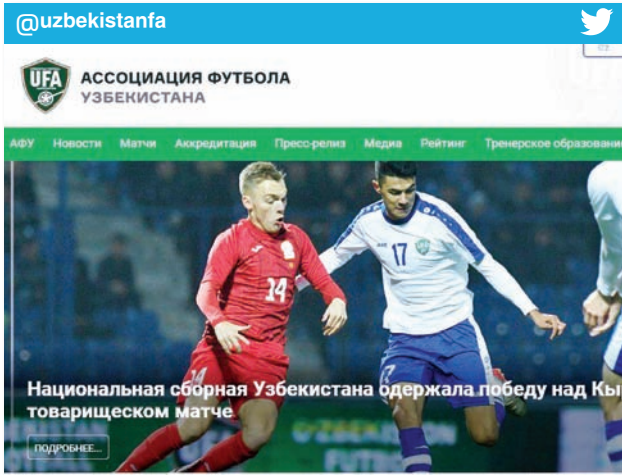 @uzbekistanfa
UFA
АССОЦИАЦИЯ ФУТБОЛА
УЗБЕКИСТАНА
АФУ Новости Матчи Аккредитация Пресс-релиз Медиа Рейтинг Тренерское образовани
17
14
14
Национальная сборная Узбекистана одержала победу над Кы
товарищеском матче
ПОДРОБНЕЕ...